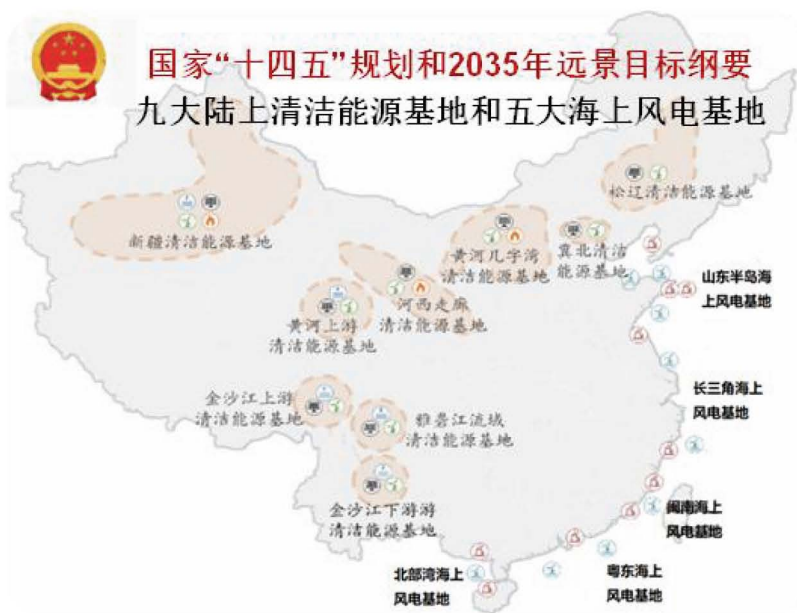 国家“十四五”规划和2035年远景目标纲要
九大陆上清洁能源基地和五大海上风电基地
松辽清洁能源基地
新疆清洁能源基地
黄河几字湾
清洁能源基地
冀北清洁
能源基地
山东半岛海
上风电基地
河西走廊
清洁能源基地
黄河上游
清洁能源基地
长三角海上
风电基地
金沙江上游
清洁能源基地
雅砻江流域
清洁能源基地
金沙江下游游
清洁能源基地
闽南海上
风电基地
北部湾海上
风电基地
粤东海上
风电基地